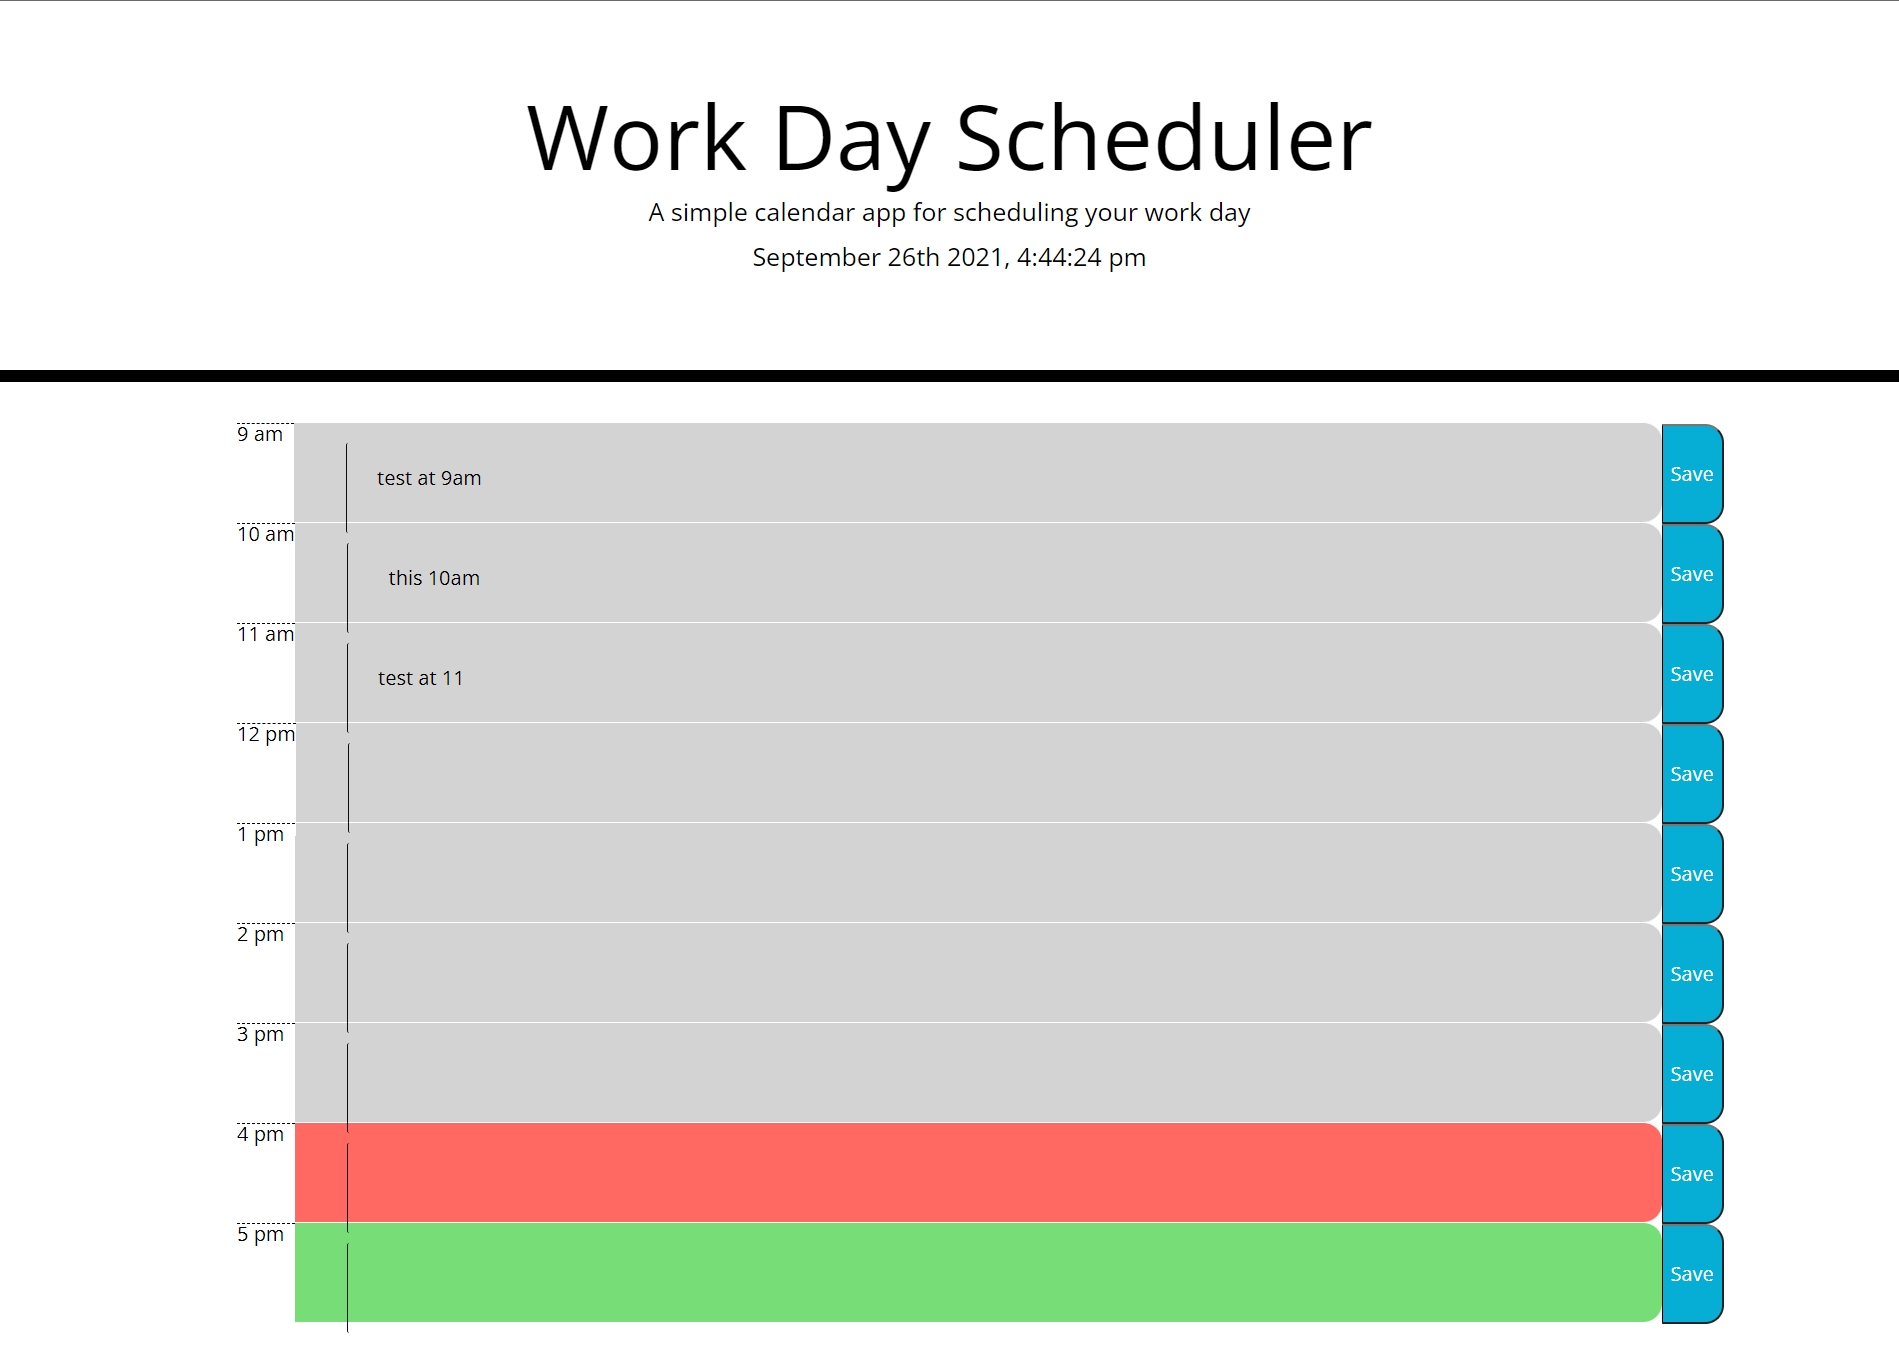 Work Day Scheduler
A simple calendar app for scheduling your work day
September 26th 2021, 4:44:24 pm
9 am
test at 9am
Save
10 am
this 10am
Save
11 am
test at 11
Save
12 pm
Save
1 pm
Save
2 pm
Save
3 pm
Save
4 pm
Save
5 pm
Save